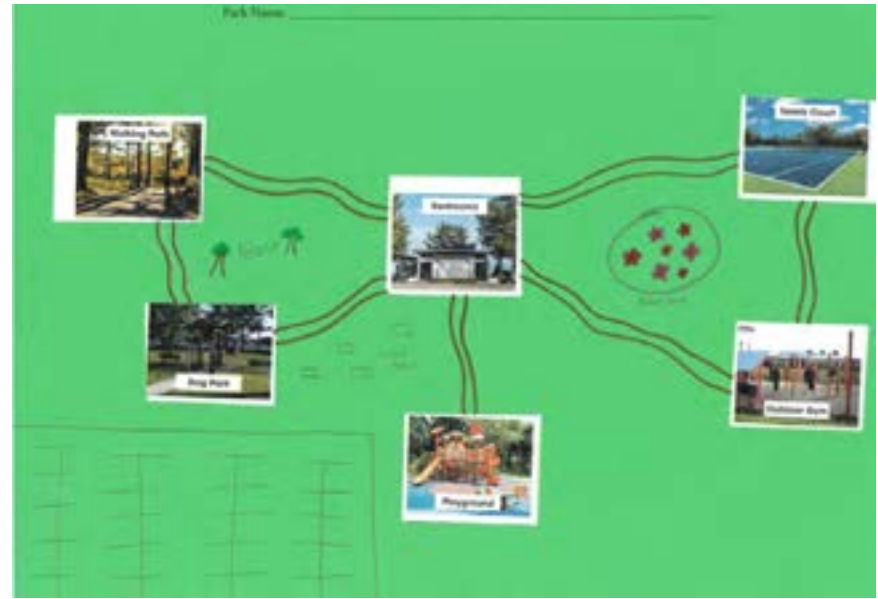 Park Name:
Walking Path
Tennis Court
Restrooms
Dog Park
Outdoor Gym
Playground